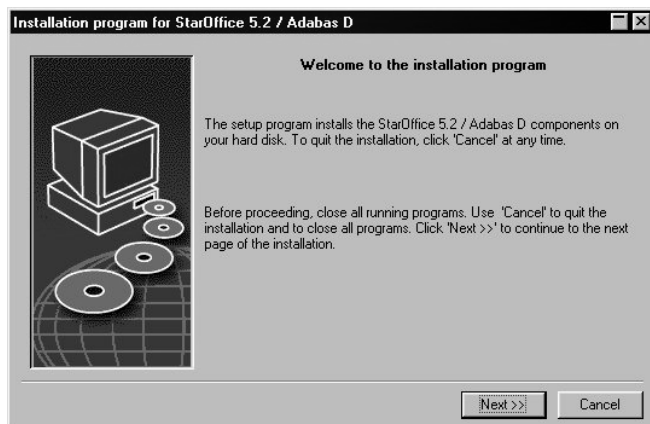 Installation program for StarOffice 5.2 / Adabas D
Welcome to the installation program
The setup program installs the StarOffice 5.2 / Adabas D components on
your hard disk. To quit the installation, click 'Cancel' at any time.
Before proceeding, close all running programs. Use 'Cancel' to quit the
installation and to close all programs. Click 'Next >>' to continue to the next
page of the installation.
Next >>
Cancel